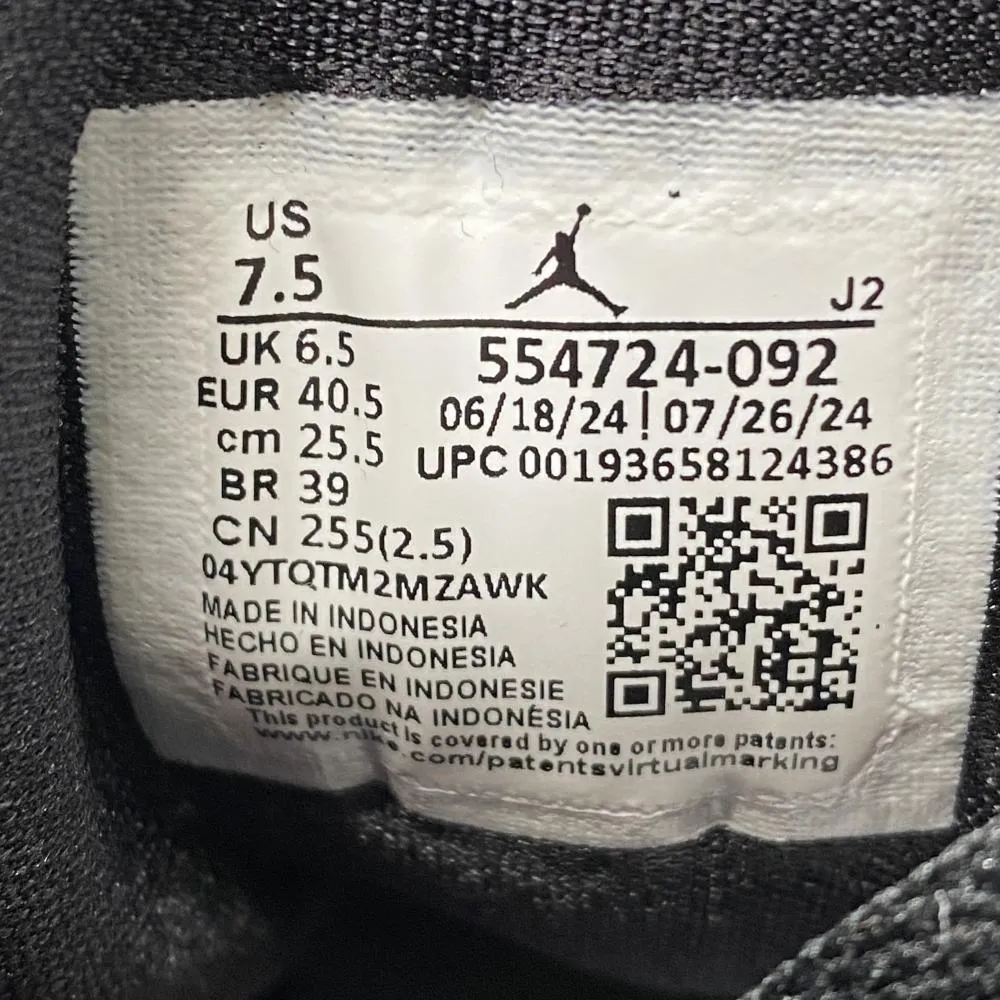 US
7.5
J2
UK 6.5
EUR 40.5
cm 25.5
BR 39
CN 255(2.5)
554724-092
06/18/24 | 07/26/24
UPC 00193658124386
04YTQTM2MZAWK
MADE IN INDONESIA
HECHO EN INDONESIA
FABRIQUE EN INDONESIE
FABRICADO NA INDONÉSIA
This product is covered by one or more patents:
www.nike.com/patentsvirtualmarking